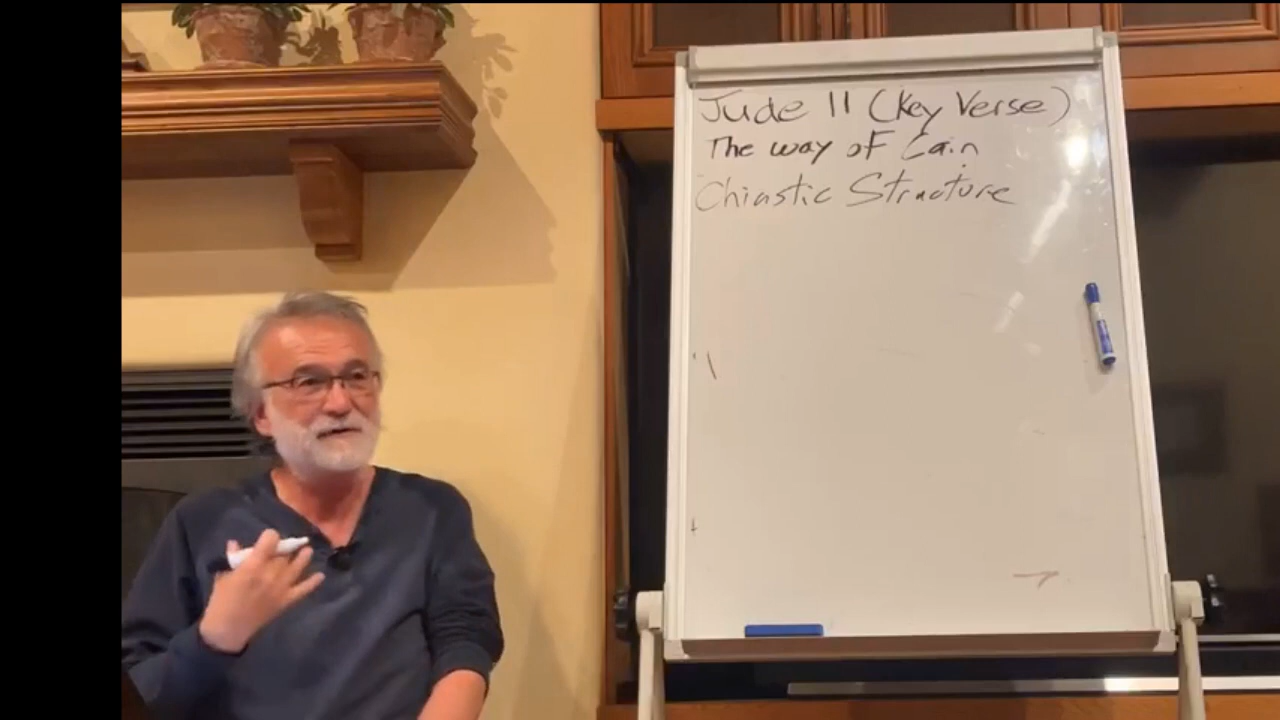 Jude 11 (Key Verse)
The way of Cain
Chiastic Structure